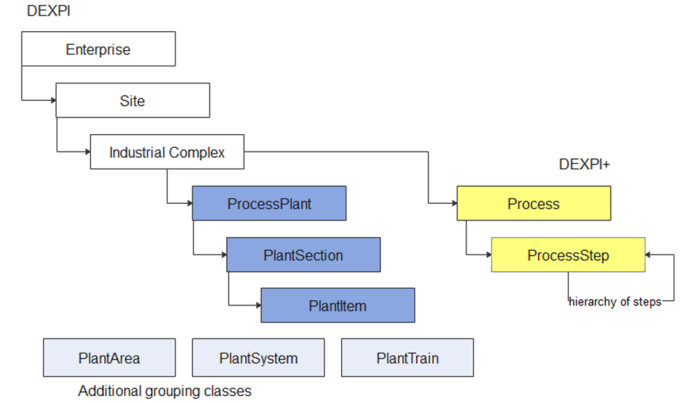 DEXPI
Enterprise
Site
Industrial Complex
DEXPI+
ProcessPlant
Process
PlantSection
ProcessStep
PlantItem
hierarchy of steps
PlantArea
PlantSystem
PlantTrain
Additional grouping classes